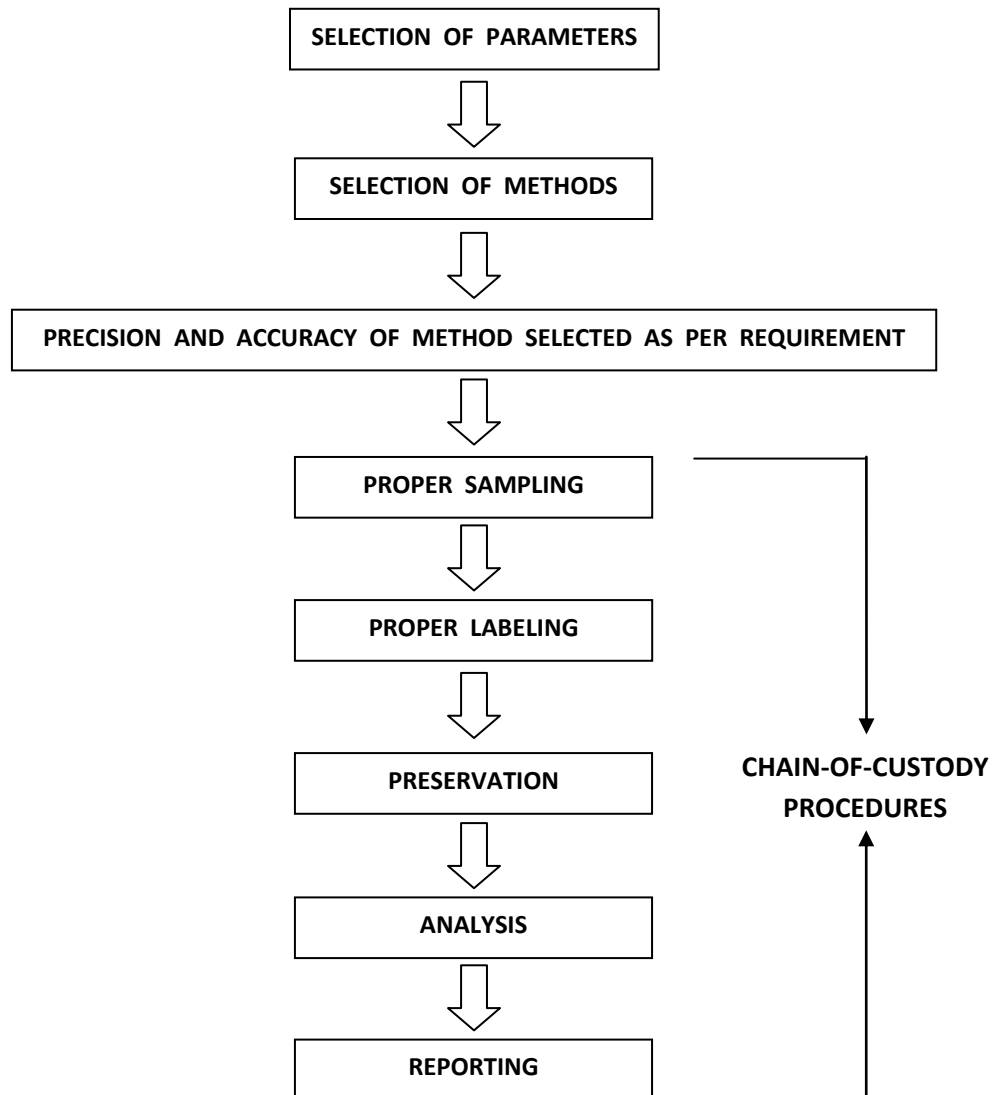 SELECTION OF PARAMETERS
SELECTION OF METHODS
PRECISION AND ACCURACY OF METHOD SELECTED AS PER REQUIREMENT
PROPER SAMPLING
PROPER LABELING
PRESERVATION
CHAIN-OF-CUSTODY
PROCEDURES
ANALYSIS
REPORTING